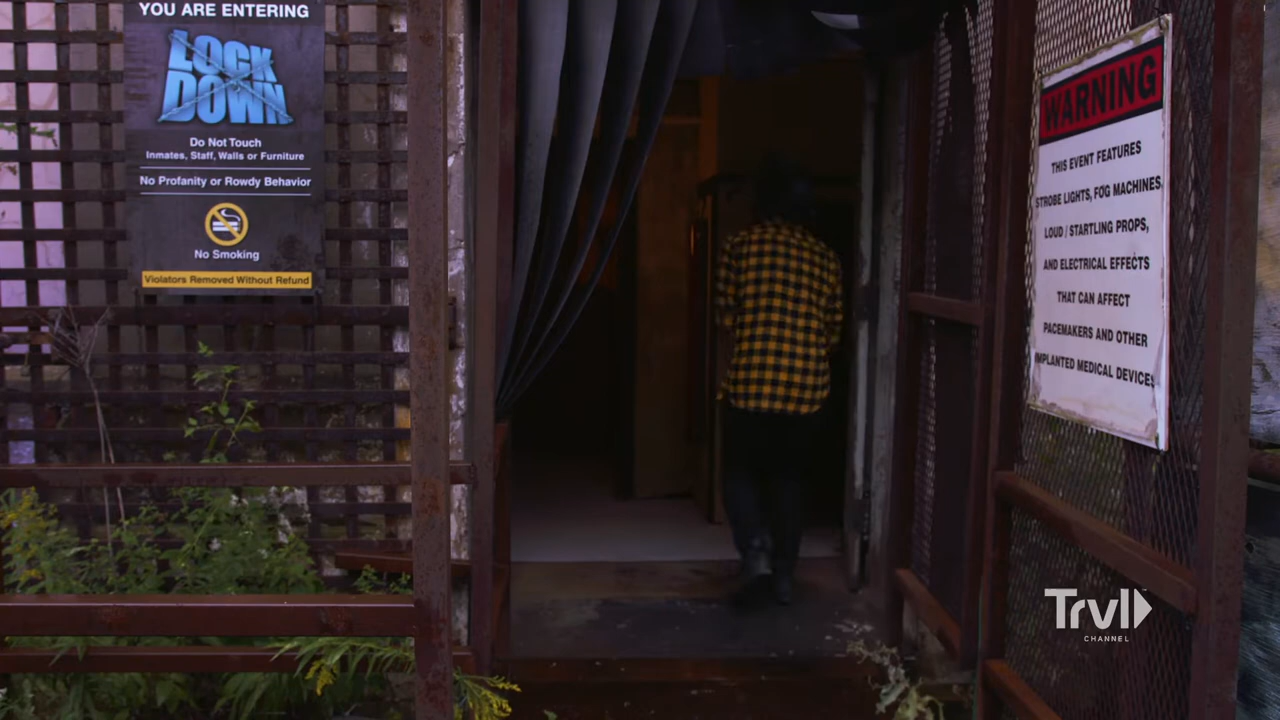 YOU ARE ENTERING
LOCK
DOWN
Do Not Touch
Inmates, Staff, Walls or Furniture
No Profanity or Rowdy Behavior
No Smoking
Violators Removed Without Refund
WARNING
THIS EVENT FEATURES
STROBE LIGHTS, FOG MACHINES,
LOUD / STARTLING PROPS,
AND ELECTRICAL EFFECTS
THAT CAN AFFECT
PACEMAKERS AND OTHER
IMPLANTED MEDICAL DEVICES
Trvl
CHANNEL